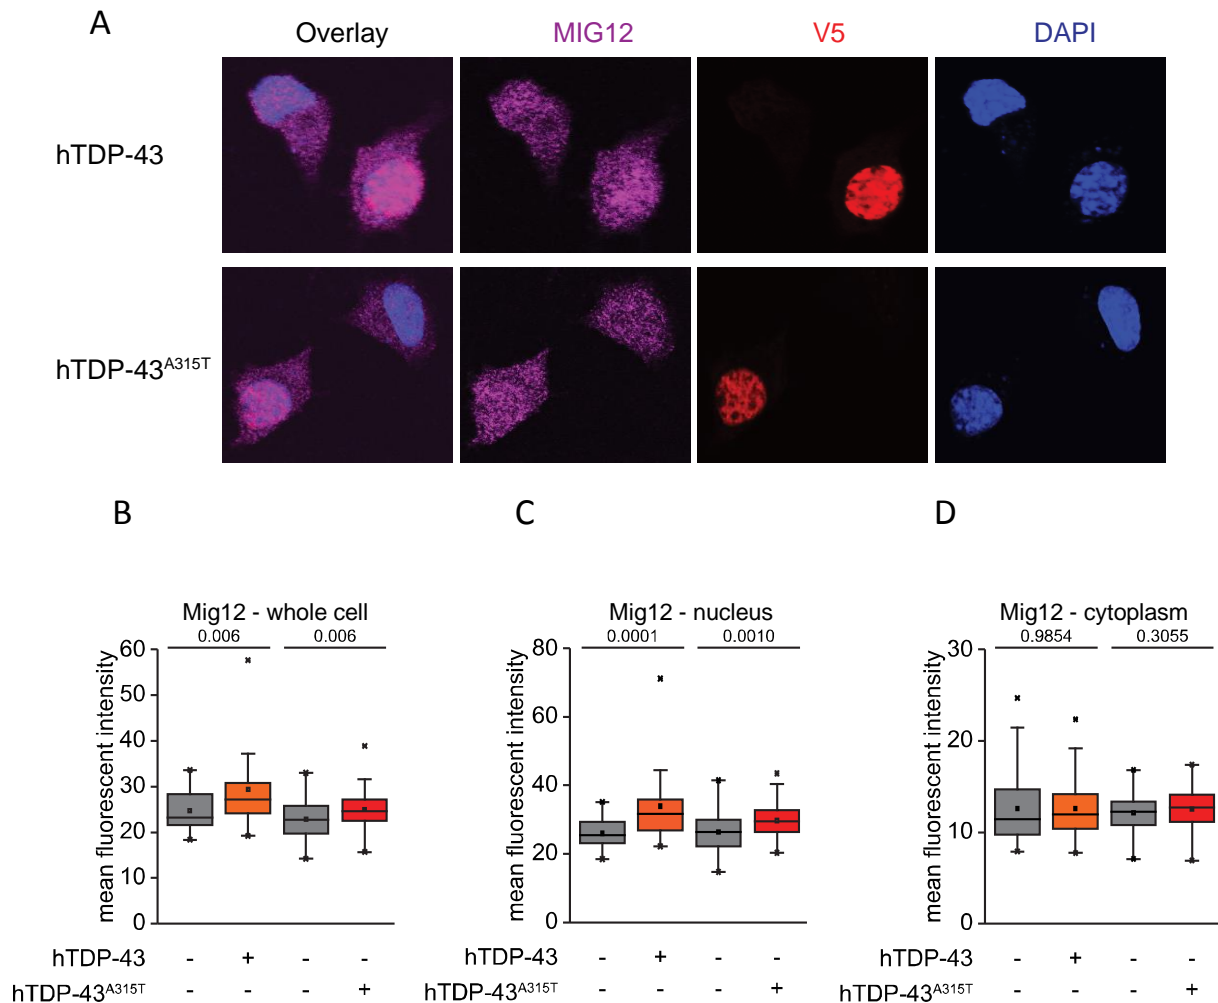 A
Overlay MIG12 V5 DAPI
hTDP-43
hTDP-43A315T
B C D
Mig12 - whole cell
0.006 0.006
mean fluorescent intensity
60
50
40
30
20
10
0
hTDP-43 - + - -
hTDP-43A315T - - - +
Mig12 - nucleus
0.0001 0.0010
mean fluorescent intensity
80
60
40
20
0
hTDP-43 - + - -
hTDP-43A315T - - - +
Mig12 - cytoplasm
0.9854 0.3055
mean fluorescent intensity
30
20
10
0
hTDP-43 - + - -
hTDP-43A315T - - - +